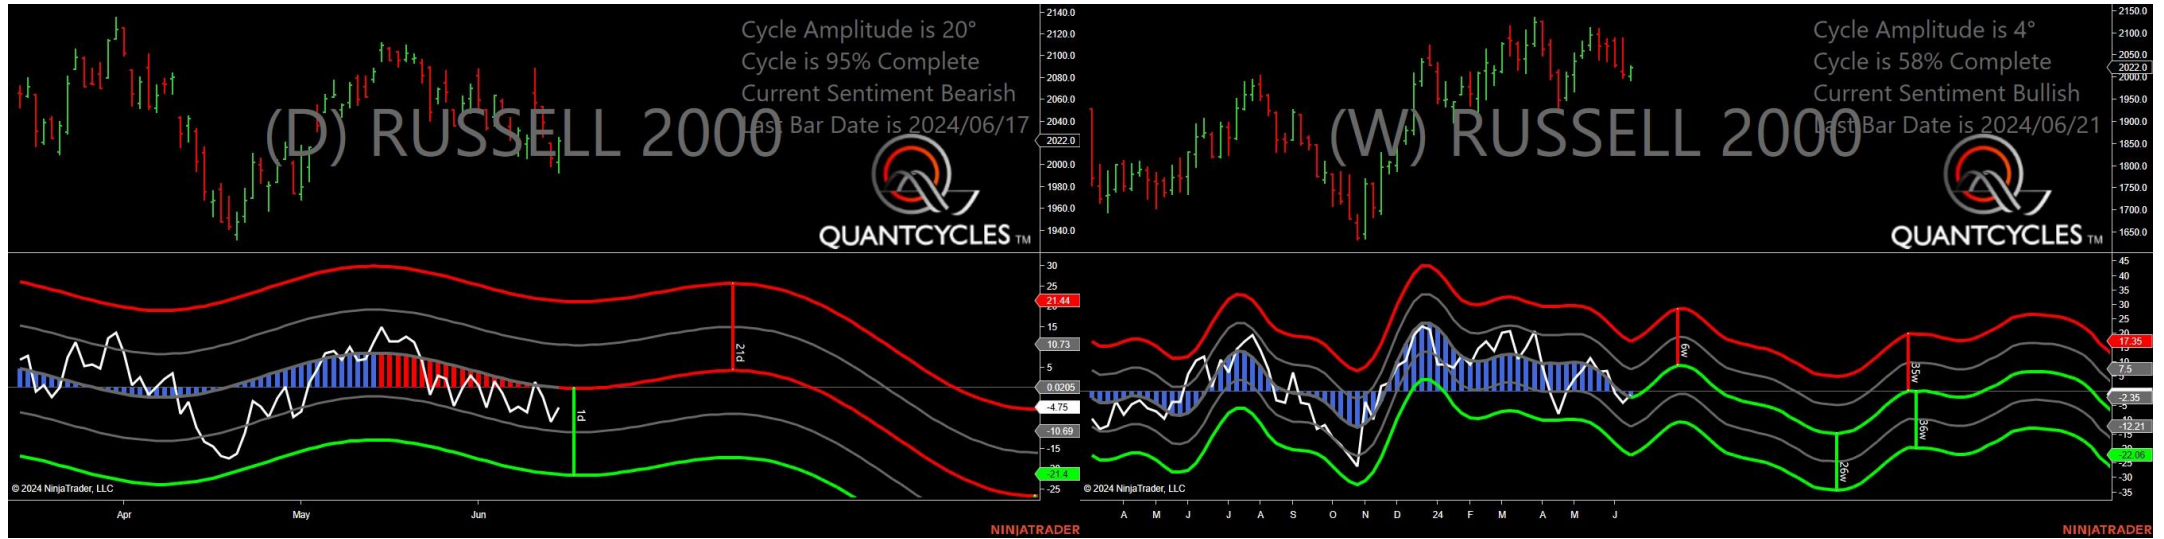 Cycle Amplitude is 20°
Cycle is 95% Complete
Current Sentiment Bearish
Last Bar Date is 2024/06/17
(D) RUSSELL 2000
QUANTCYCLES TM
2140.0
2120.0
2100.0
2080.0
2060.0
2040.0
2022.0
2000.0
1980.0
1960.0
1940.0
30
25
21.44
15
10.73
5
0.0205
-4.75
-10.69
-15
-21.4
-25
21d
1d
© 2024 NinjaTrader, LLC
Apr May Jun
NINJATRADER
Cycle Amplitude is 4°
Cycle is 58% Complete
Current Sentiment Bullish
Last Bar Date is 2024/06/21
(W) RUSSELL 2000
QUANTCYCLES TM
2150.0
2100.0
2050.0
2022.0
2000.0
1950.0
1900.0
1850.0
1800.0
1750.0
1700.0
1650.0
45
40
35
30
25
17.35
7.5
-2.35
-12.21
-15
-22.06
-25
-30
-35
6w
35w
36w
26w
© 2024 NinjaTrader, LLC
A M J J A S O N D 24 F M A M J
NINJATRADER